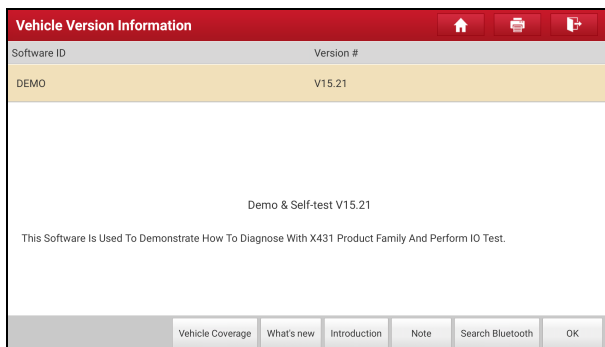 Vehicle Version Information
Software ID Version #
DEMO V15.21
Demo & Self-test V15.21
This Software Is Used To Demonstrate How To Diagnose With X431 Product Family And Perform IO Test.
Vehicle Coverage What's new Introduction Note Search Bluetooth OK